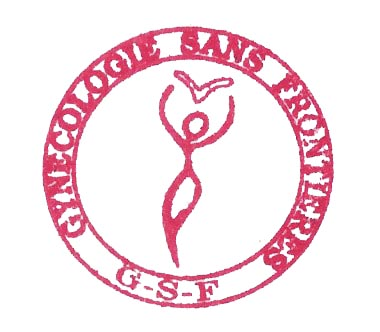 GYNECOLOGIE SANS FRONTIERES
G-S-F